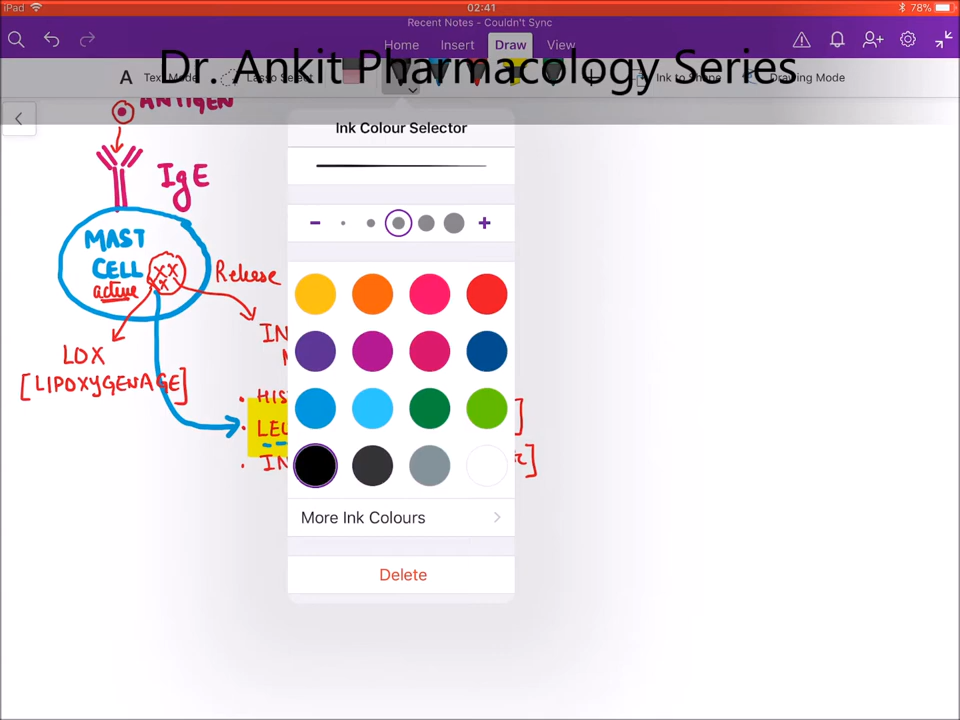 iPad 02:41 78%
Recent Notes - Couldn't Sync
Home Insert Draw View
Dr. Ankit Pharmacology Series
A Text Mode Lasso Select Ink to Shape Drawing Mode
ANTIGEN
Ink Colour Selector
IgE
MAST
CELL
active
Release
LOX
[LIPOXYGENAGE]
More Ink Colours
Delete